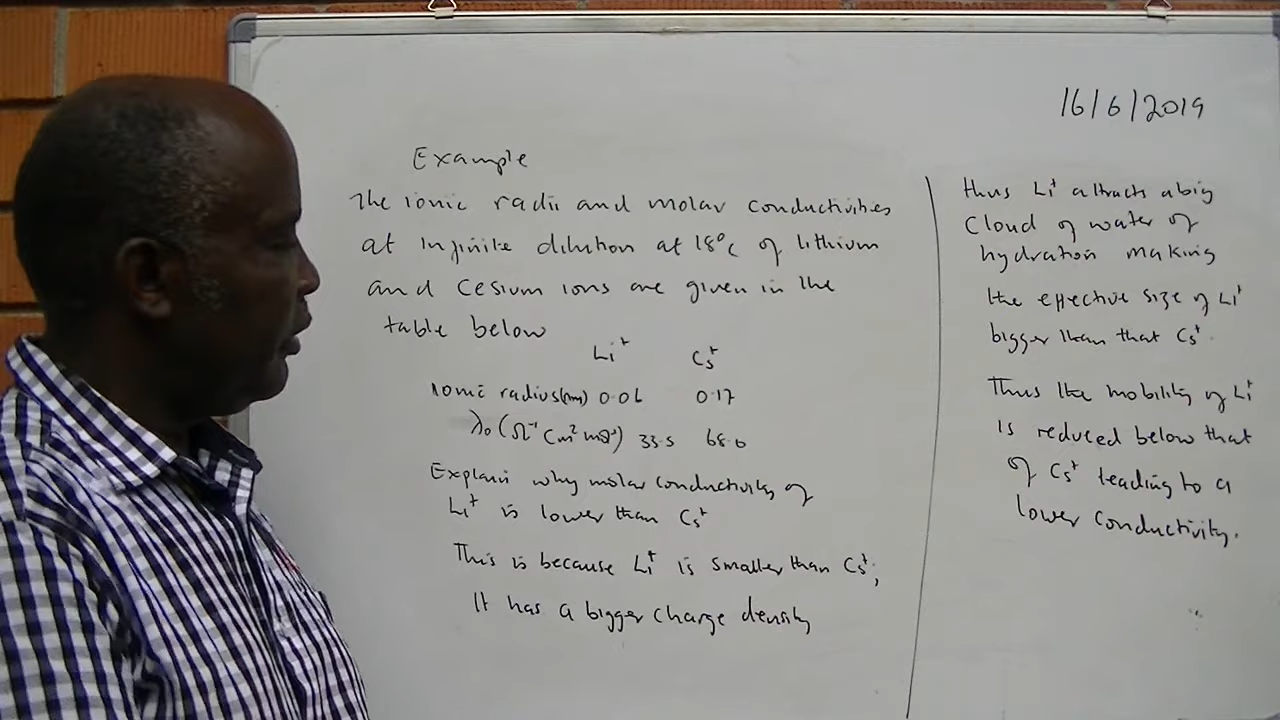 16/6/2019
Example
The ionic radii and molar conductivities
at infinite dilution at 18°C of lithium
and Cesium ions are given in the
table below
Li⁺ Cs⁺
Ionic radius(nm) 0.06 0.17
λ₀ (Ω⁻¹ Cm² mol⁻¹) 33.5 68.0
Explain why molar conductivity of
Li⁺ is lower than Cs⁺
This is because Li⁺ is smaller than Cs⁺;
It has a bigger charge density
thus Li⁺ attracts a big
Cloud of water of
hydration making
the effective size of Li⁺
bigger than that Cs⁺.
Thus the mobility of Li⁺
is reduced below that
of Cs⁺ leading to a
lower conductivity.